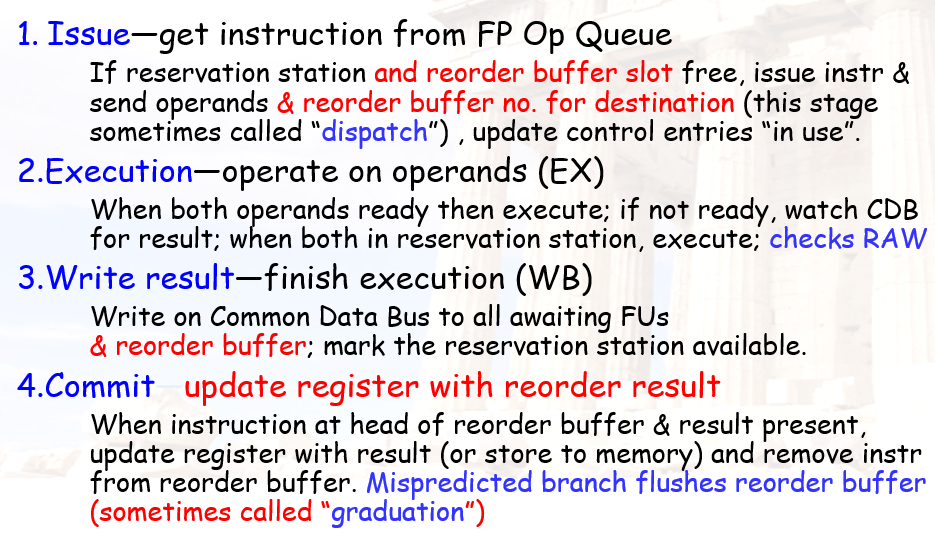 1. Issue—get instruction from FP Op Queue
If reservation station and reorder buffer slot free, issue instr &
send operands & reorder buffer no. for destination (this stage
sometimes called “dispatch”) , update control entries “in use”.
2.Execution—operate on operands (EX)
When both operands ready then execute; if not ready, watch CDB
for result; when both in reservation station, execute; checks RAW
3.Write result—finish execution (WB)
Write on Common Data Bus to all awaiting FUs
& reorder buffer; mark the reservation station available.
4.Commit update register with reorder result
When instruction at head of reorder buffer & result present,
update register with result (or store to memory) and remove instr
from reorder buffer. Mispredicted branch flushes reorder buffer
(sometimes called “graduation”)